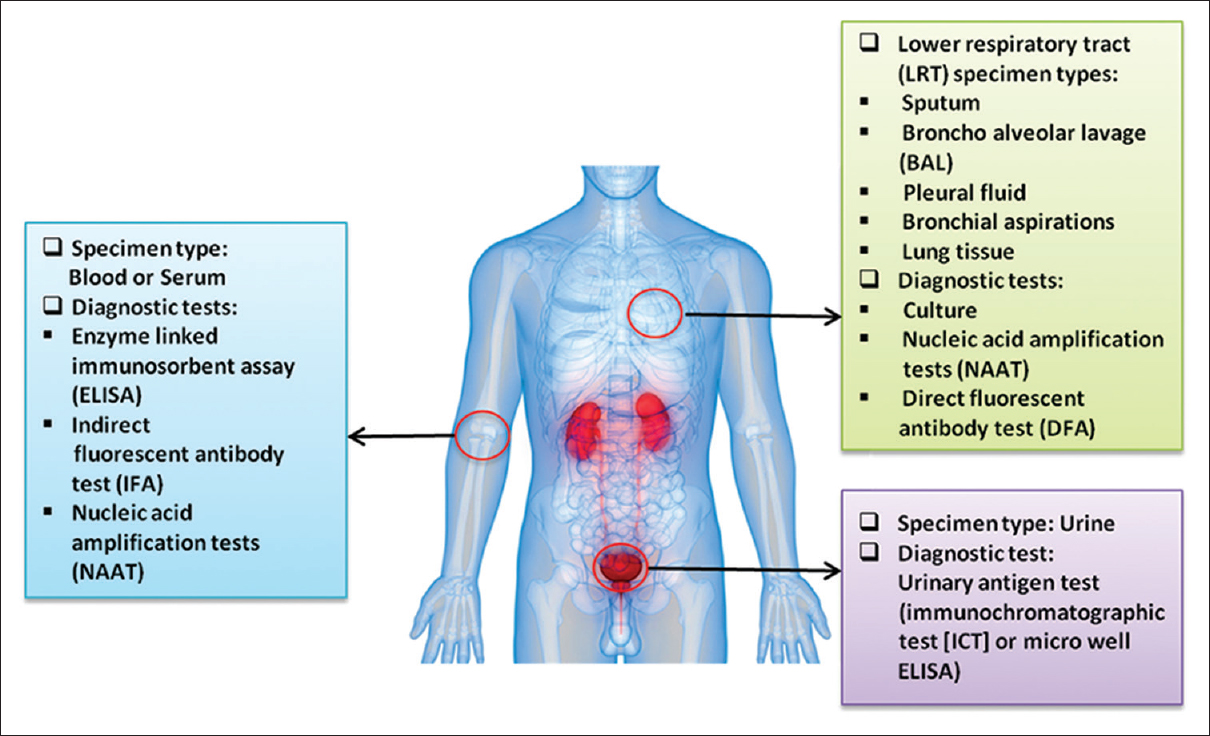 ❑ Specimen type:
Blood or Serum
❑ Diagnostic tests:
▪ Enzyme linked
immunosorbent assay
(ELISA)
▪ Indirect
fluorescent antibody
test (IFA)
▪ Nucleic acid
amplification tests
(NAAT)
❑ Lower respiratory tract
(LRT) specimen types:
▪ Sputum
▪ Broncho alveolar lavage
(BAL)
▪ Pleural fluid
▪ Bronchial aspirations
▪ Lung tissue
❑ Diagnostic tests:
▪ Culture
▪ Nucleic acid amplification
tests (NAAT)
▪ Direct fluorescent
antibody test (DFA)
❑ Specimen type: Urine
❑ Diagnostic test:
Urinary antigen test
(immunochromatographic
test [ICT] or micro well
ELISA)